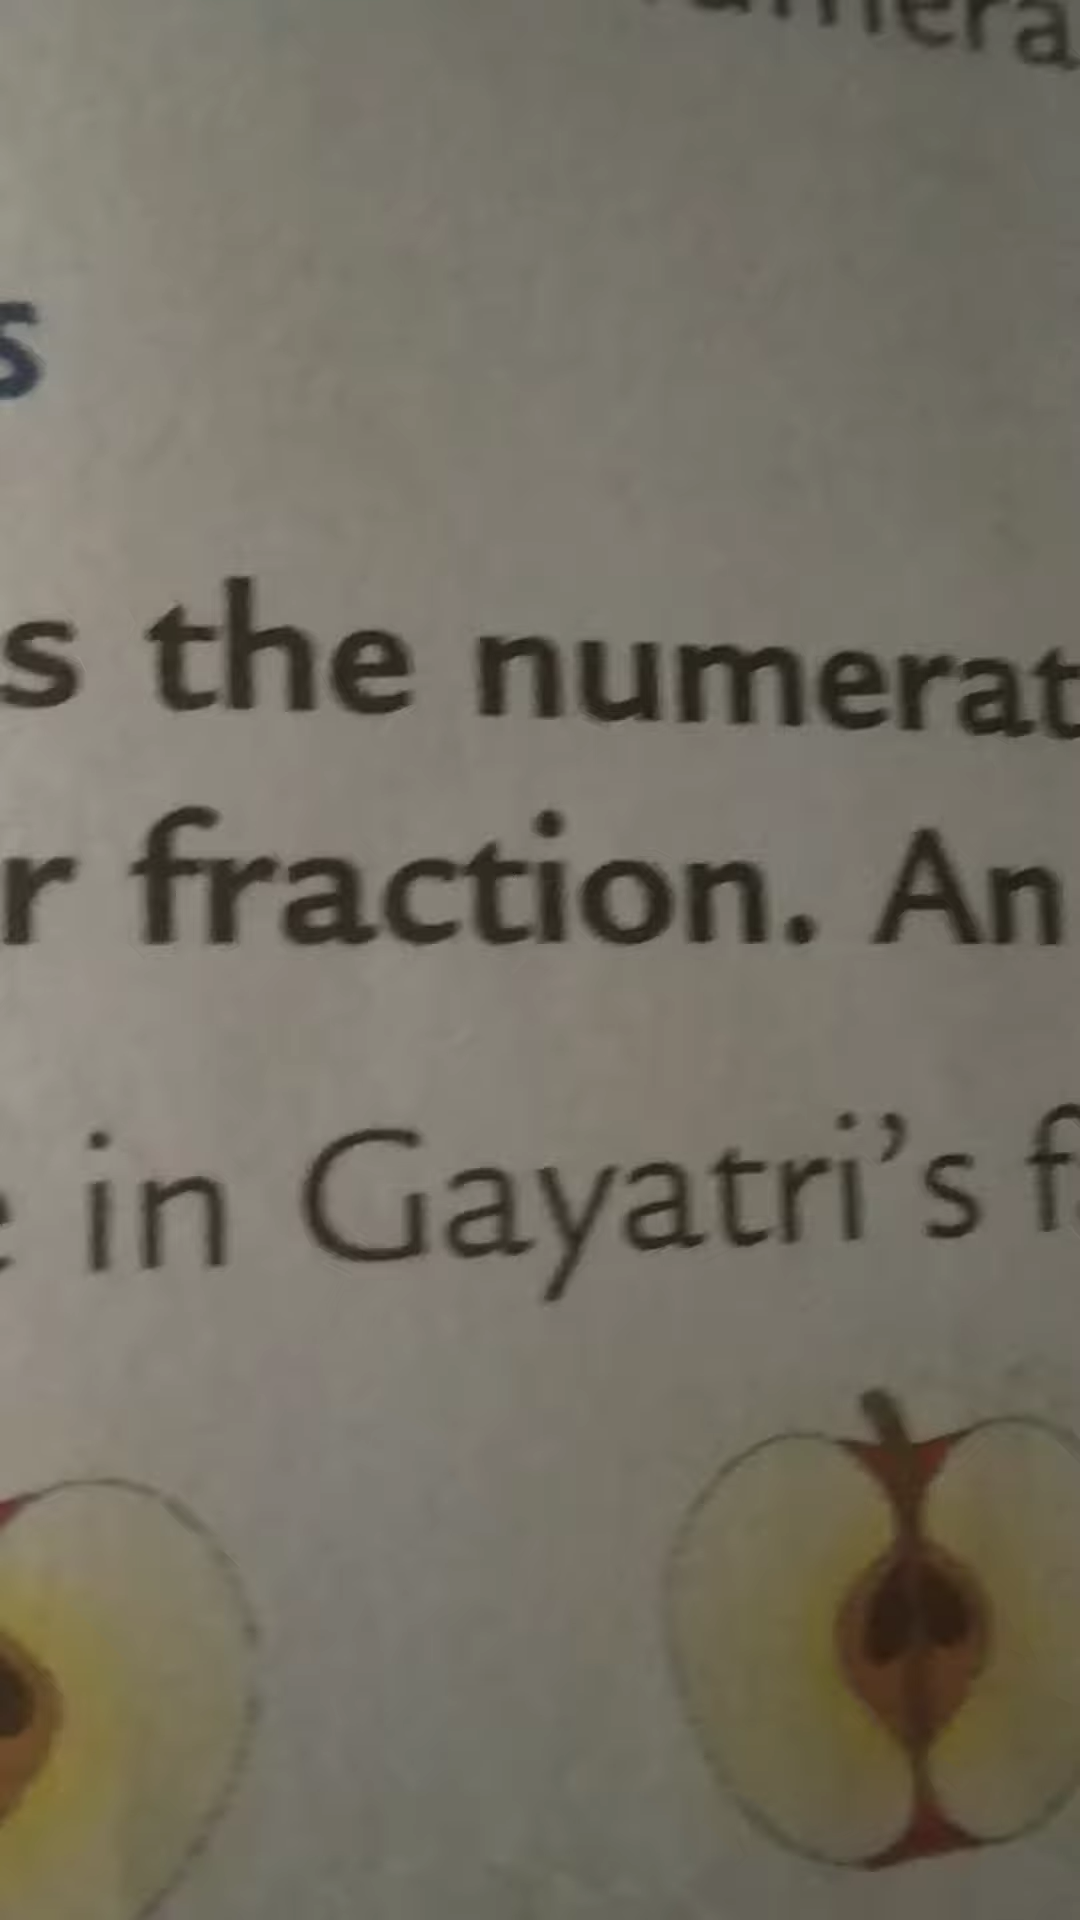 s
s the numerat
r fraction. An
in Gayatri's f